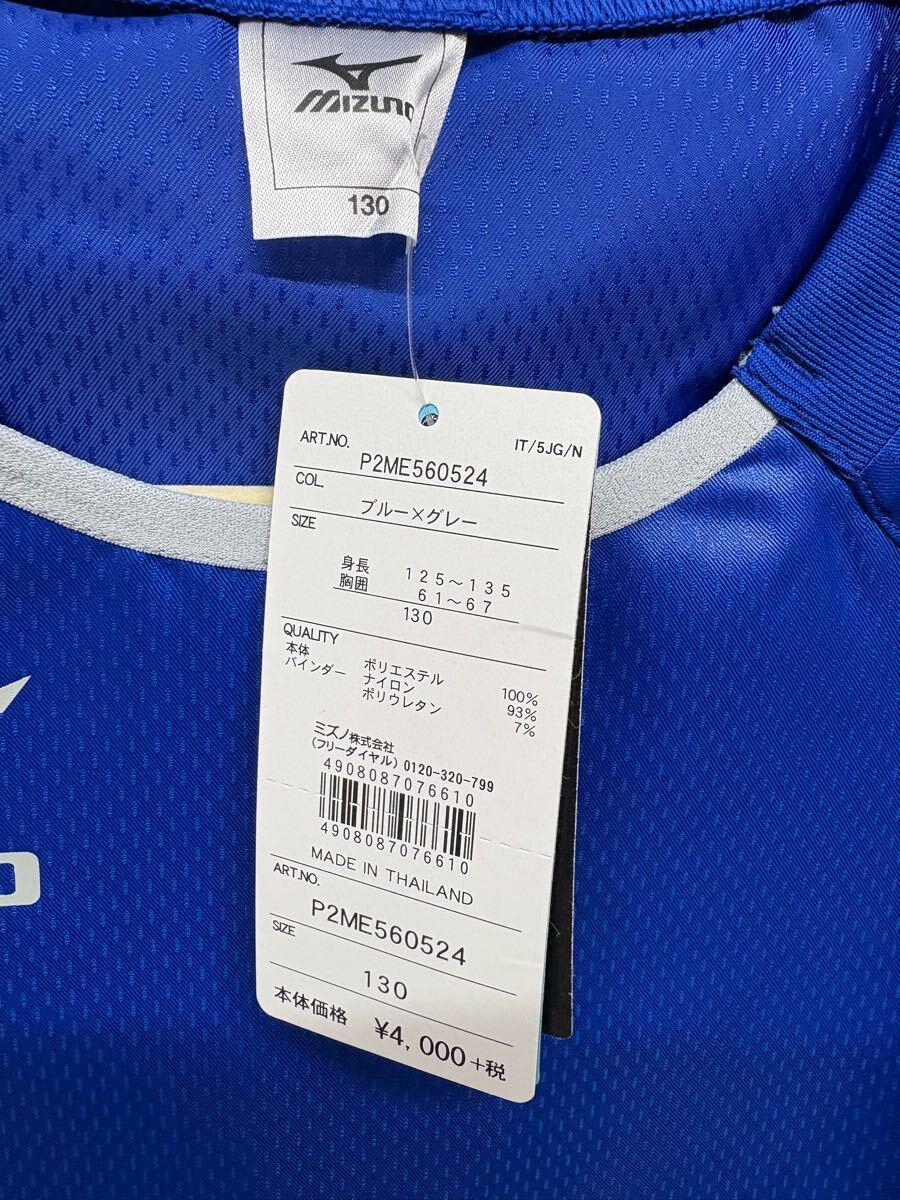 MIZUNO
130
ART.NO.
IT/5JG/N
P2ME560524
COL.
ブルー×グレー
SIZE
身長 125～135
胸囲 61～67
130
QUALITY
本体 ポリエステル 100%
バインダー ナイロン 93%
ポリウレタン 7%
ミズノ株式会社
(フリーダイヤル) 0120-320-799
4908087076610
4908087076610
MADE IN THAILAND
ART.NO.
P2ME560524
SIZE
130
本体価格 ¥4,000+税